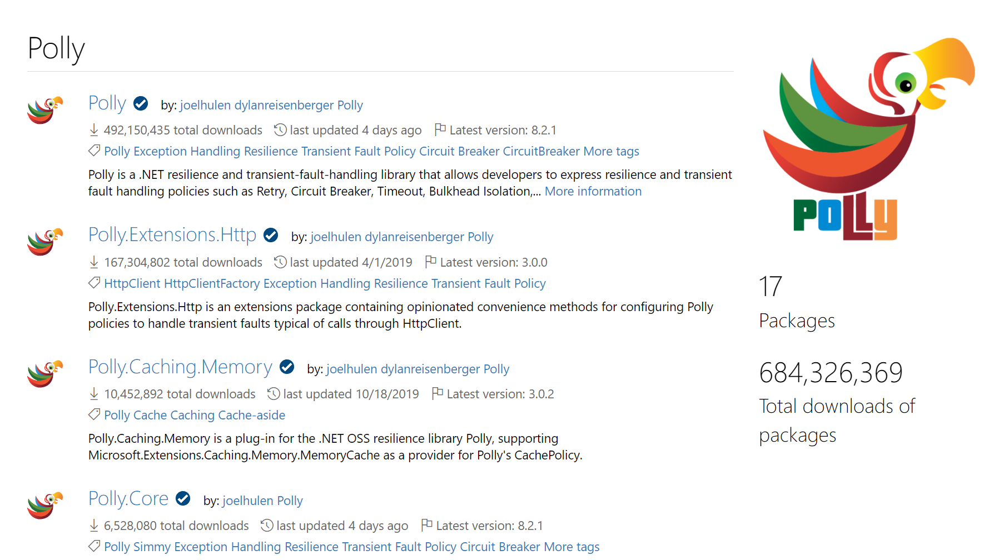 Polly
Polly by: joelhulen dylanreisenberger Polly
492,150,435 total downloads last updated 4 days ago Latest version: 8.2.1
Polly Exception Handling Resilience Transient Fault Policy Circuit Breaker CircuitBreaker More tags
Polly is a .NET resilience and transient-fault-handling library that allows developers to express resilience and transient
fault handling policies such as Retry, Circuit Breaker, Timeout, Bulkhead Isolation,... More information
Polly.Extensions.Http by: joelhulen dylanreisenberger Polly
167,304,802 total downloads last updated 4/1/2019 Latest version: 3.0.0
HttpClient HttpClientFactory Exception Handling Resilience Transient Fault Policy
Polly.Extensions.Http is an extensions package containing opinionated convenience methods for configuring Polly
policies to handle transient faults typical of calls through HttpClient.
Polly.Caching.Memory by: joelhulen dylanreisenberger Polly
10,452,892 total downloads last updated 10/18/2019 Latest version: 3.0.2
Polly Cache Caching Cache-aside
Polly.Caching.Memory is a plug-in for the .NET OSS resilience library Polly, supporting
Microsoft.Extensions.Caching.Memory.MemoryCache as a provider for Polly's CachePolicy.
Polly.Core by: joelhulen Polly
6,528,080 total downloads last updated 4 days ago Latest version: 8.2.1
Polly Simmy Exception Handling Resilience Transient Fault Policy Circuit Breaker More tags
POLLY
17
Packages
684,326,369
Total downloads of
packages